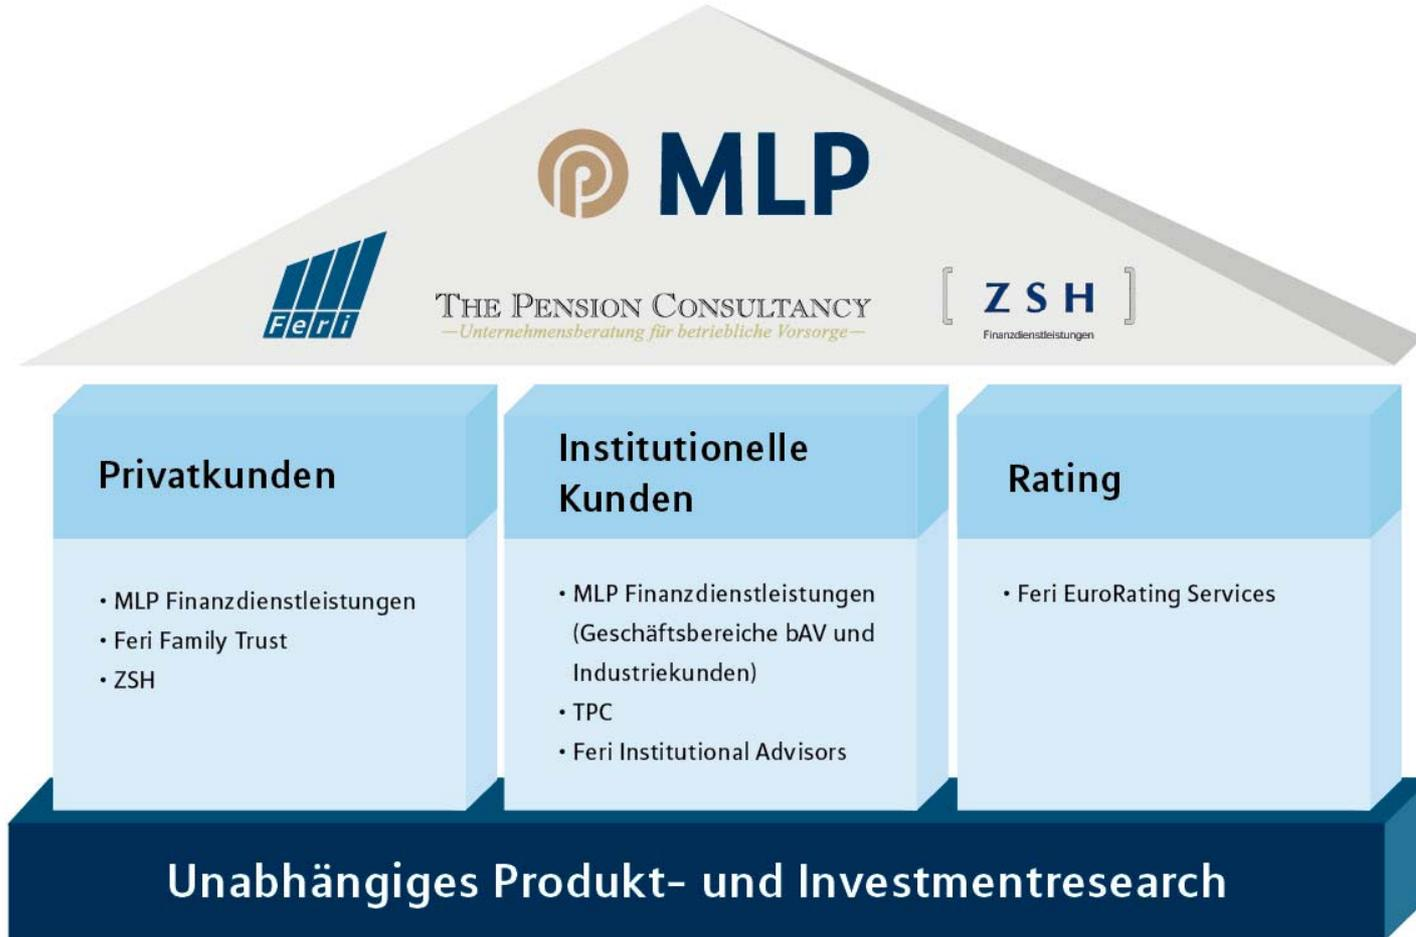 MLP
Feri
THE PENSION CONSULTANCY
—Unternehmensberatung für betriebliche Vorsorge—
[ Z S H ]
Finanzdienstleistungen
Privatkunden
• MLP Finanzdienstleistungen
• Feri Family Trust
• ZSH
Institutionelle
Kunden
• MLP Finanzdienstleistungen
(Geschäftsbereiche bAV und
Industriekunden)
• TPC
• Feri Institutional Advisors
Rating
• Feri EuroRating Services
Unabhängiges Produkt- und Investmentresearch